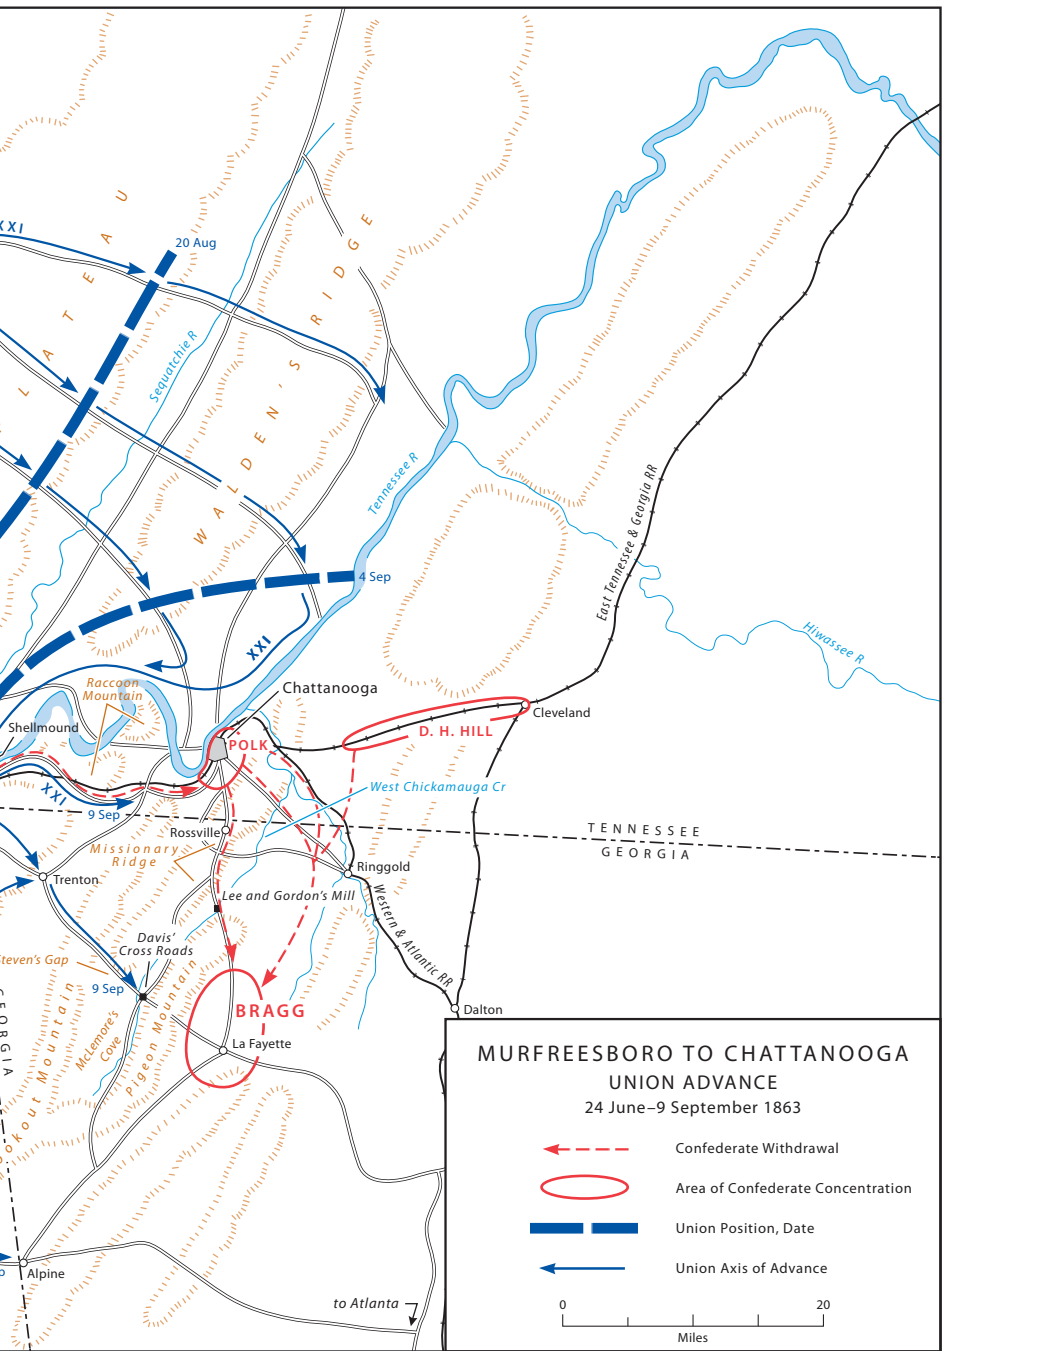 XXI
20 Aug
L A T E A U
W A L D E N ' S R I D G E
Sequatchie R
Tennessee R
East Tennessee & Georgia RR
Hiwassee R
4 Sep
XXI
Raccoon
Mountain
Chattanooga
Shellmound
POLK
D. H. HILL
Cleveland
XXI
9 Sep
West Chickamauga Cr
TENNESSEE
GEORGIA
Rossville
Missionary
Ridge
Ringgold
Trenton
Lee and Gordon's Mill
Western & Atlantic RR
Davis'
Cross Roads
Steven's Gap
9 Sep
GEORGIA
ookout Mountain
McLemore's
Cove
Pigeon Mountain
BRAGG
La Fayette
Dalton
Alpine
to Atlanta
MURFREESBORO TO CHATTANOOGA
UNION ADVANCE
24 June–9 September 1863
Confederate Withdrawal
Area of Confederate Concentration
Union Position, Date
Union Axis of Advance
0 20
Miles